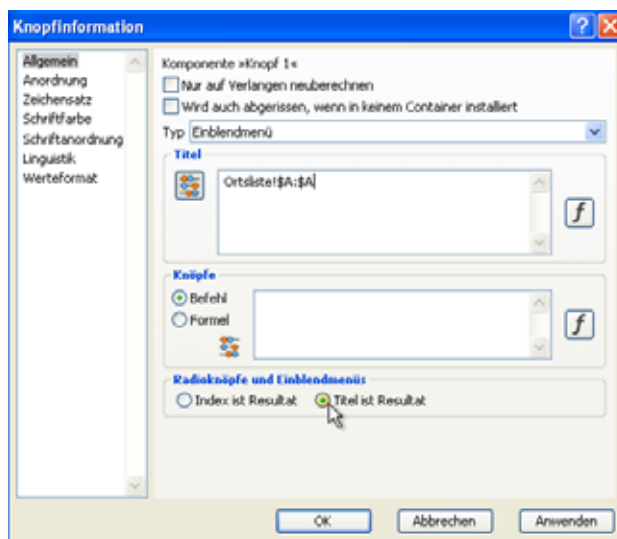 Knopfinformation
Allgemein
Anordnung
Zeichensatz
Schriftfarbe
Schriftanordnung
Linguistik
Werteformat
Komponente »Knopf 1«
Nur auf Verlangen neuberechnen
Wird auch abgerissen, wenn in keinem Container installiert
Typ Einblendmenü
Titel
Ortsliste!$A:$A
f
Knöpfe
Befehl
Formel
f
Radioknöpfe und Einblendmenüs
Index ist Resultat Titel ist Resultat
OK Abbrechen Anwenden